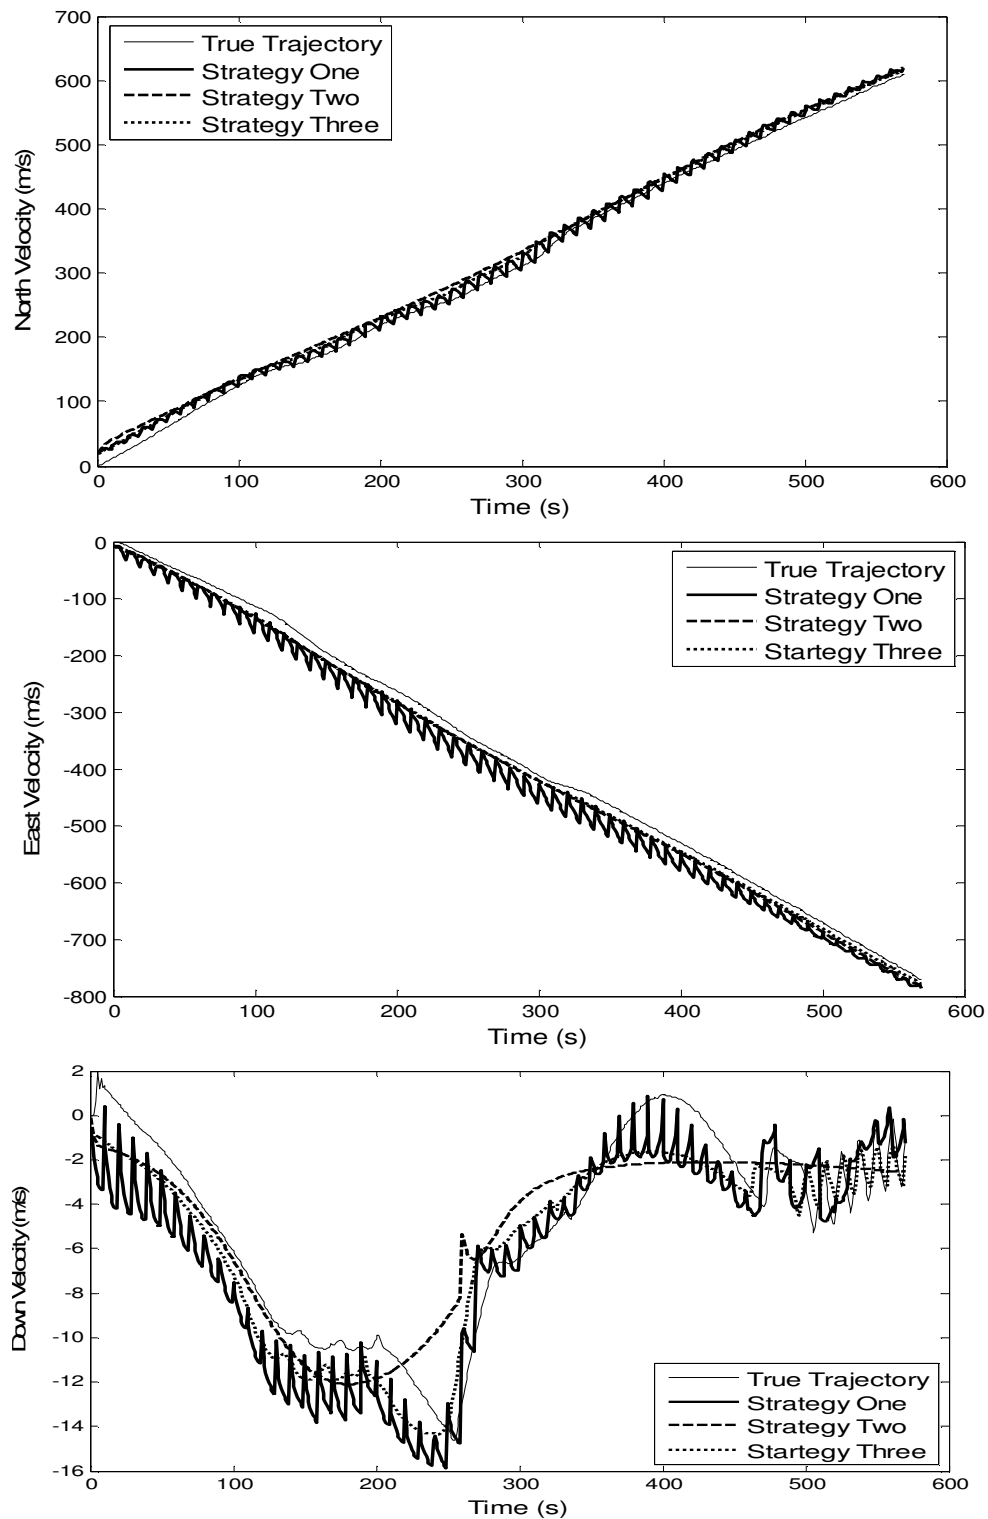 700
600
500
400
300
200
100
0
North Velocity (m/s)
True Trajectory
Strategy One
Strategy Two
Strategy Three
0 100 200 300 400 500 600
Time (s)
0
-100
-200
-300
-400
-500
-600
-700
-800
East Velocity (m/s)
True Trajectory
Strategy One
Strategy Two
Startegy Three
0 100 200 300 400 500 600
Time (s)
2
0
-2
-4
-6
-8
-10
-12
-14
-16
Down Velocity (m/s)
True Trajectory
Strategy One
Strategy Two
Startegy Three
0 100 200 300 400 500 600
Time (s)